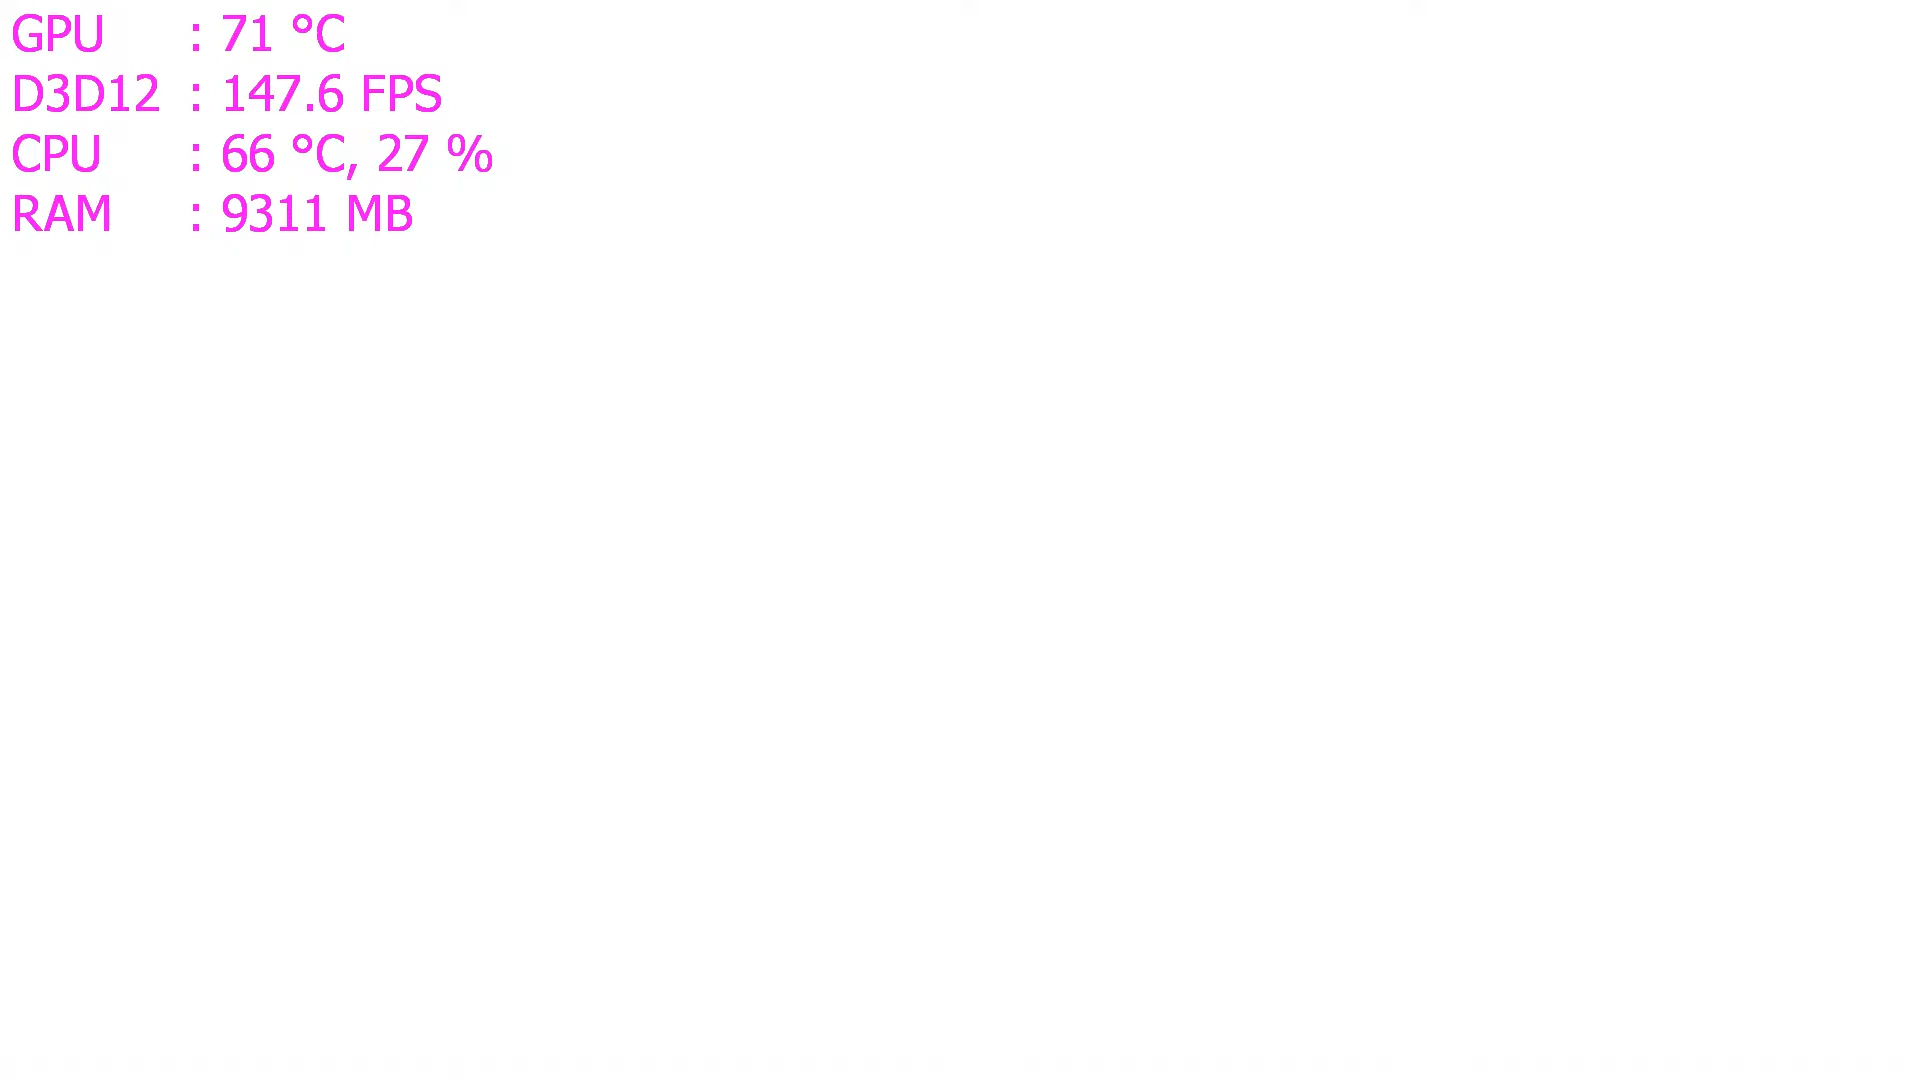 GPU : 71 °C
D3D12 : 147.6 FPS
CPU : 66 °C, 27 %
RAM : 9311 MB